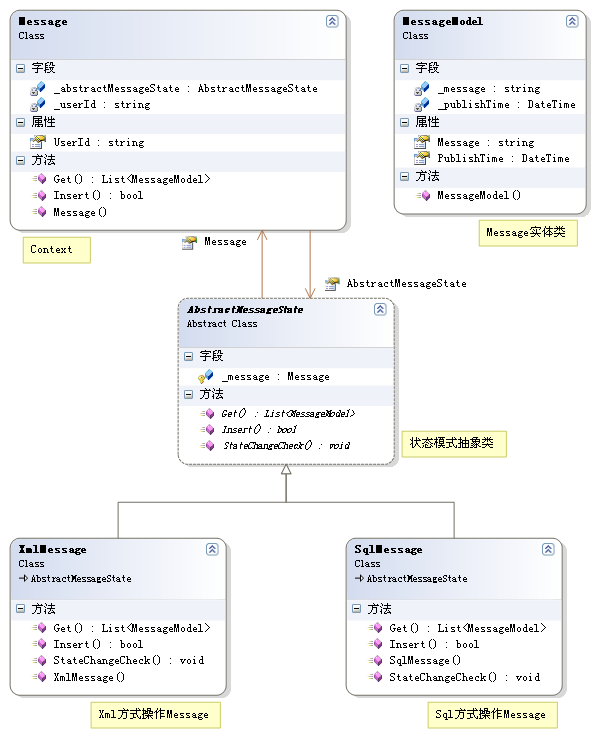 Message
Class
字段
_abstractMessageState : AbstractMessageState
_userId : string
属性
UserId : string
方法
Get() : List<MessageModel>
Insert() : bool
Message()
Context
MessageModel
Class
字段
_message : string
_publishTime : DateTime
属性
Message : string
PublishTime : DateTime
方法
MessageModel()
Message实体类
Message
AbstractMessageState
AbstractMessageState
Abstract Class
字段
_message : Message
方法
Get() : List<MessageModel>
Insert() : bool
StateChangeCheck() : void
状态模式抽象类
XmlMessage
Class
AbstractMessageState
方法
Get() : List<MessageModel>
Insert() : bool
StateChangeCheck() : void
XmlMessage()
Xml方式操作Message
SqlMessage
Class
AbstractMessageState
方法
Get() : List<MessageModel>
Insert() : bool
SqlMessage()
StateChangeCheck() : void
Sql方式操作Message